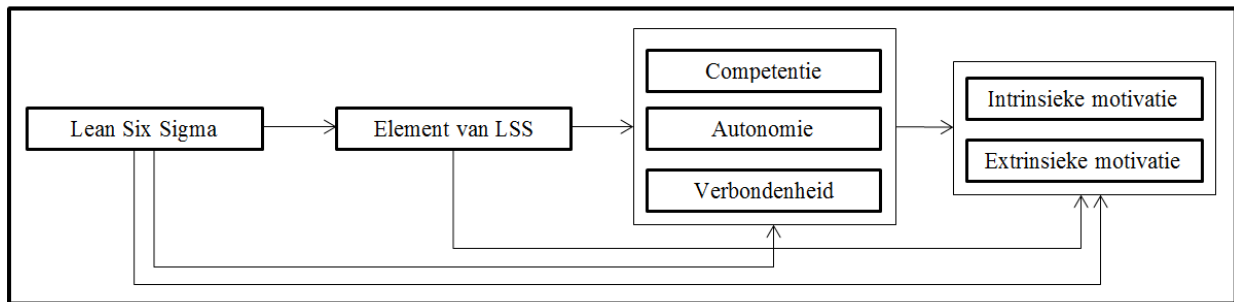 Lean Six Sigma
Element van LSS
Competentie
Autonomie
Verbondenheid
Intrinsieke motivatie
Extrinsieke motivatie